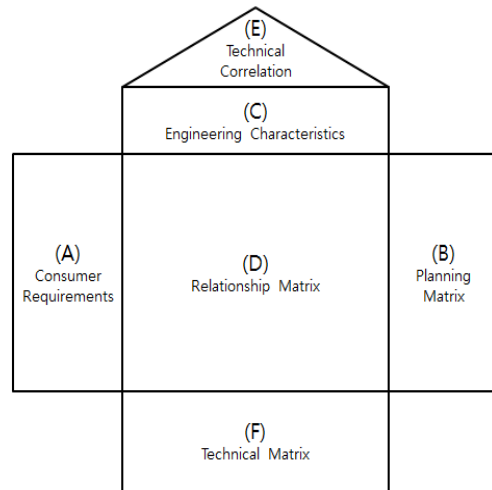 (E)
Technical
Correlation
(C)
Engineering Characteristics
(A)
Consumer
Requirements
(D)
Relationship Matrix
(B)
Planning
Matrix
(F)
Technical Matrix